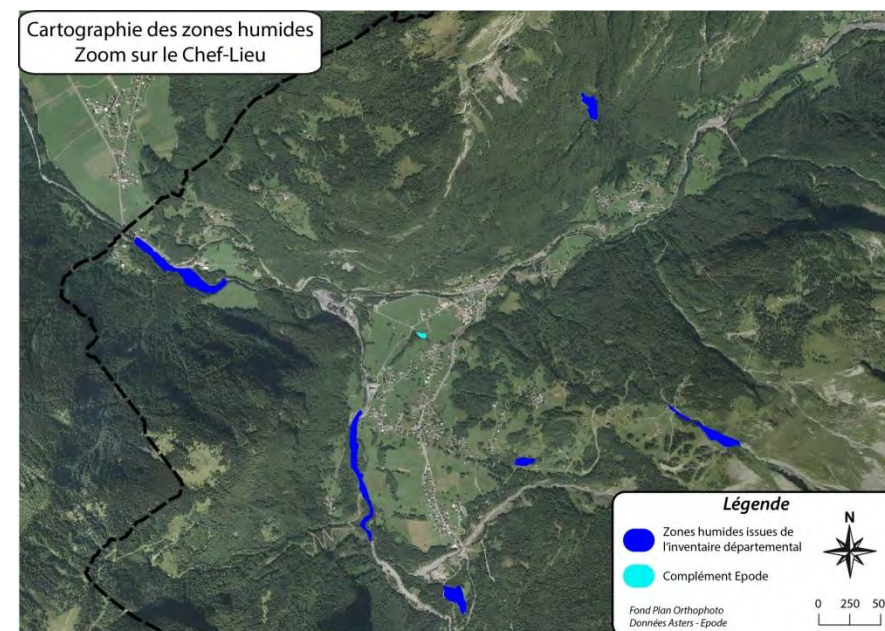 Cartographie des zones humides
Zoom sur le Chef-Lieu
Légende
Zones humides issues de
l'inventaire départemental
Complément Epode
N
Fond Plan Orthophoto
Données Asters - Epode
0 250 50